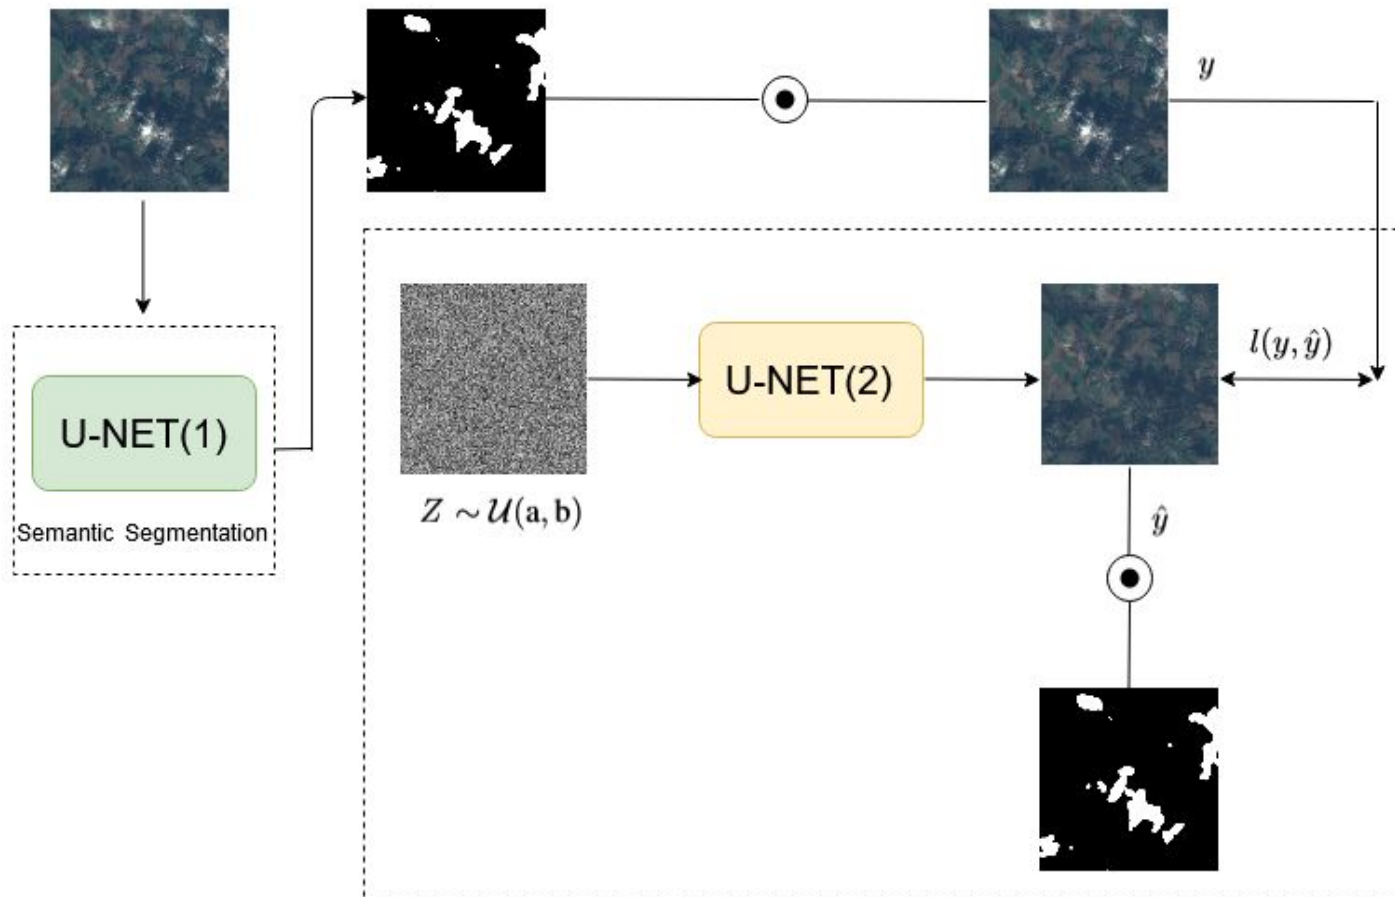 y
U-NET(1)
Semantic Segmentation
U-NET(2)
l(y, ŷ)
Z ∼ 𝒰(a, b)
ŷ